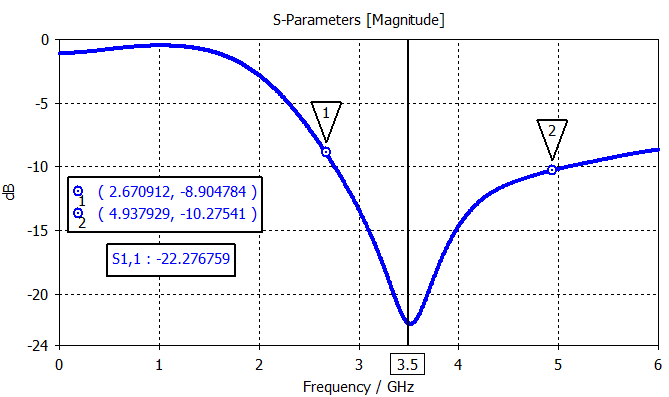 S-Parameters [Magnitude]
0
-5
-10
-15
-20
-24
dB
1
2
1 ( 2.670912, -8.904784 )
2 ( 4.937929, -10.27541 )
S1,1 : -22.276759
0 1 2 3 3.5 4 5 6
Frequency / GHz